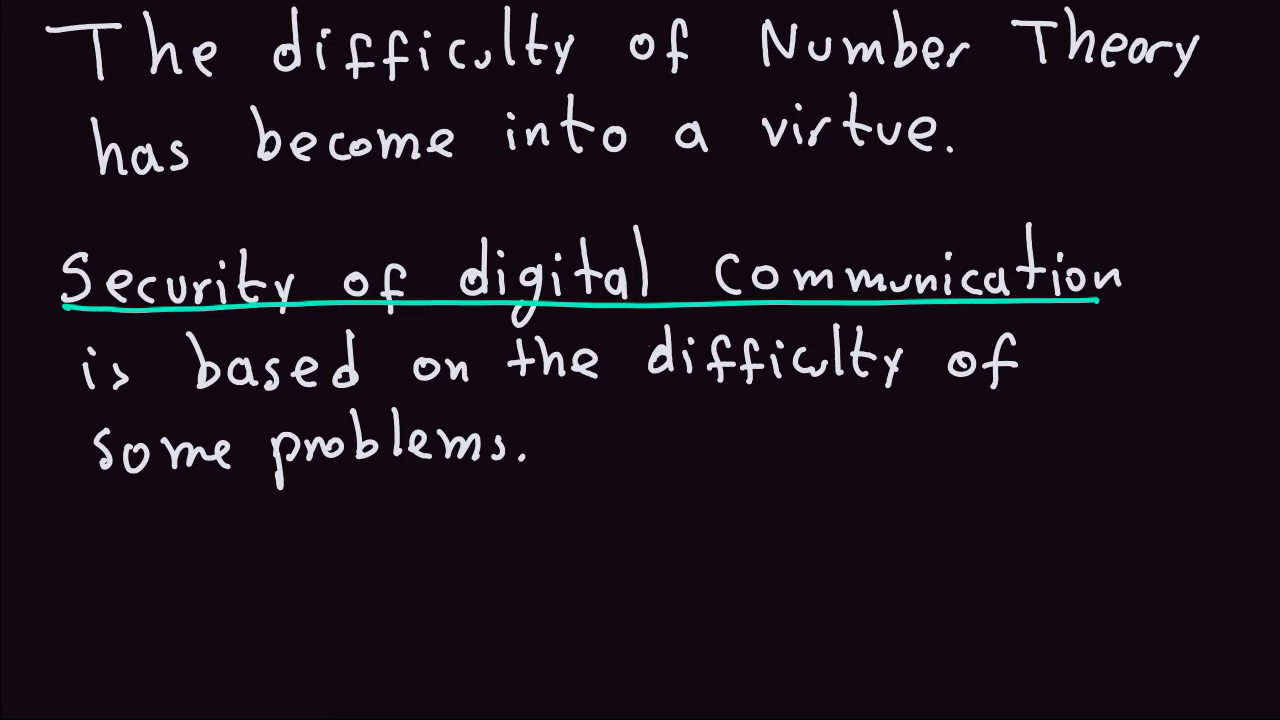 The difficulty of Number Theory
has become into a virtue.
Security of digital communication
is based on the difficulty of
some problems.